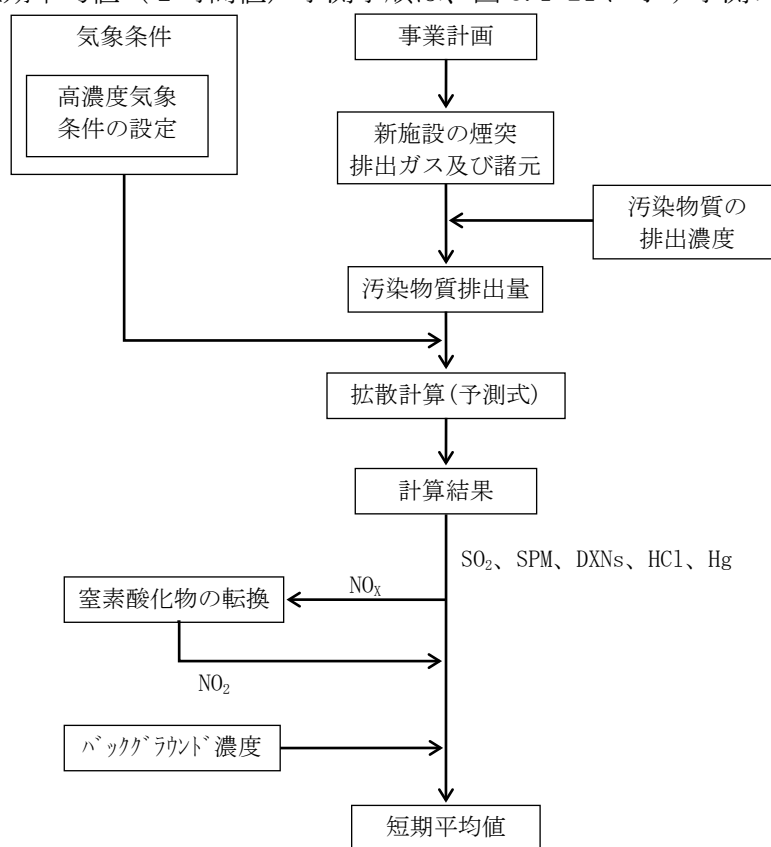 気象条件
高濃度気象
条件の設定
事業計画
新施設の煙突
排出ガス及び諸元
汚染物質の
排出濃度
汚染物質排出量
拡散計算(予測式)
計算結果
SO₂、SPM、DXNs、HCl、Hg
窒素酸化物の転換
NOₓ
NO₂
ﾊﾞｯｸｸﾞﾗｳﾝﾄﾞ濃度
短期平均値